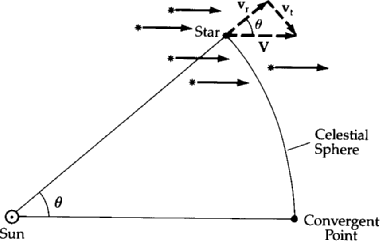 v_r
v_t
θ
Star
V
Celestial
Sphere
θ
Sun
Convergent
Point